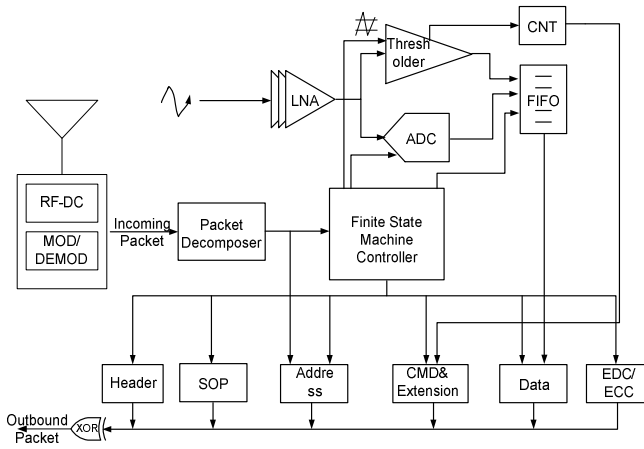 CNT
Thresh
older
LNA
FIFO
ADC
RF-DC
MOD/
DEMOD
Incoming
Packet
Packet
Decomposer
Finite State
Machine
Controller
Header
SOP
Addre
ss
CMD&
Extension
Data
EDC/
ECC
Outbound
Packet
XOR